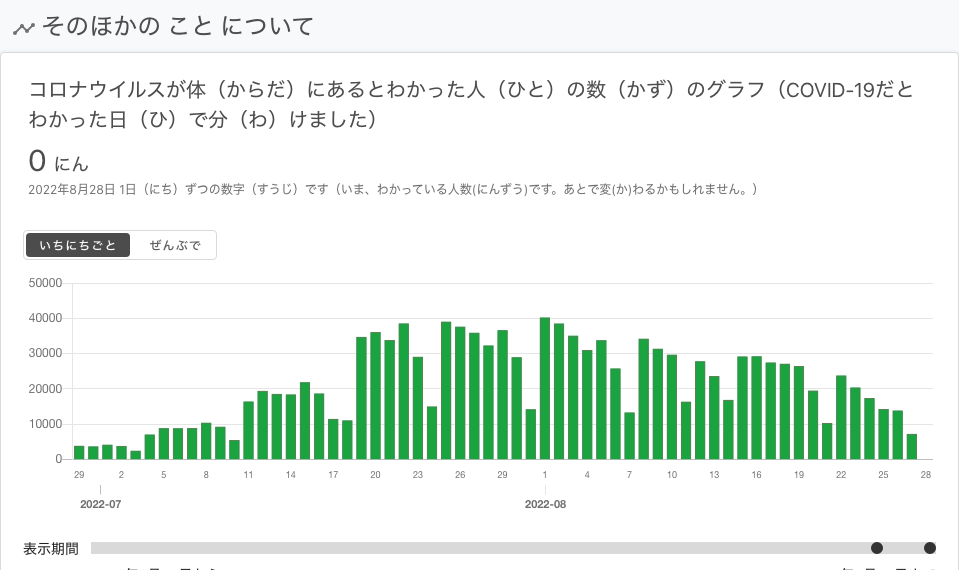 そのほかの こと について
コロナウイルスが体（からだ）にあるとわかった人（ひと）の数（かず）のグラフ（COVID-19だと
わかった日（ひ）で分（わ）けました）
0 にん
2022年8月28日 1日（にち）ずつの数字（すうじ）です（いま、わかっている人数(にんずう)です。あとで変(か)わるかもしれません。）
いちにちごと ぜんぶで
50000
40000
30000
20000
10000
0
29 2 5 8 11 14 17 20 23 26 29 1 4 7 10 13 16 19 22 25 28
2022-07 2022-08
表示期間